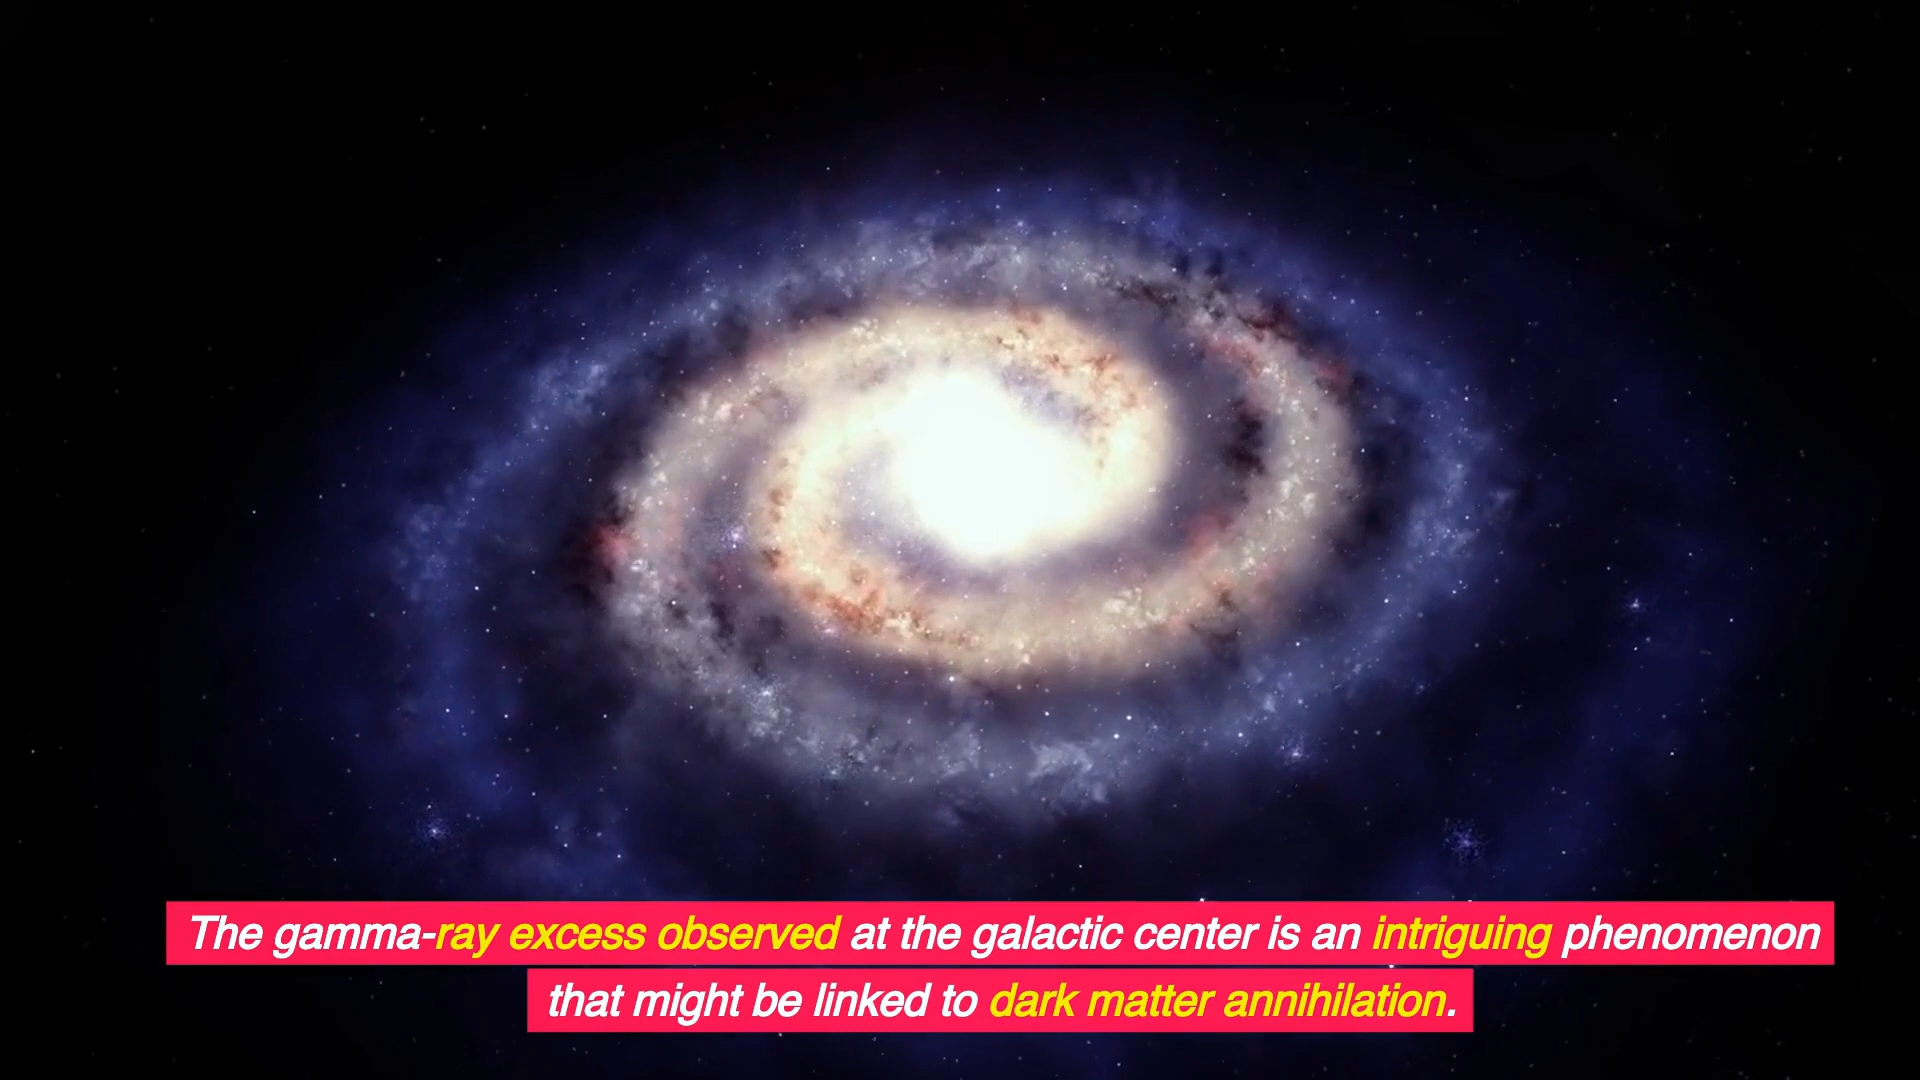 The gamma-ray excess observed at the galactic center is an intriguing phenomenon
that might be linked to dark matter annihilation.